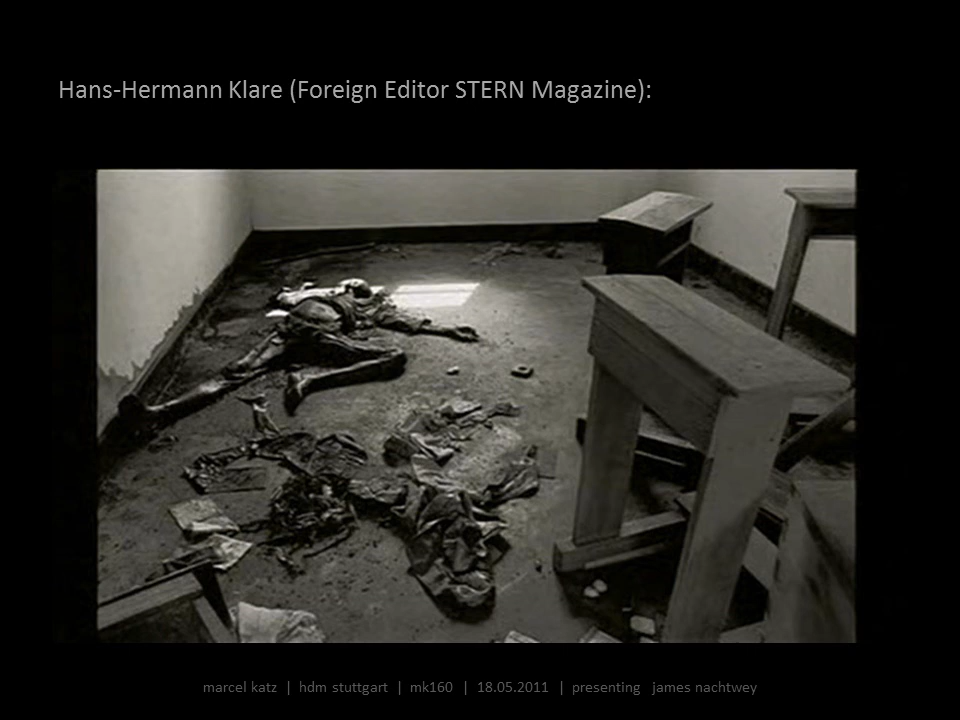 Hans-Hermann Klare (Foreign Editor STERN Magazine):
marcel katz | hdm stuttgart | mk160 | 18.05.2011 | presenting james nachtwey